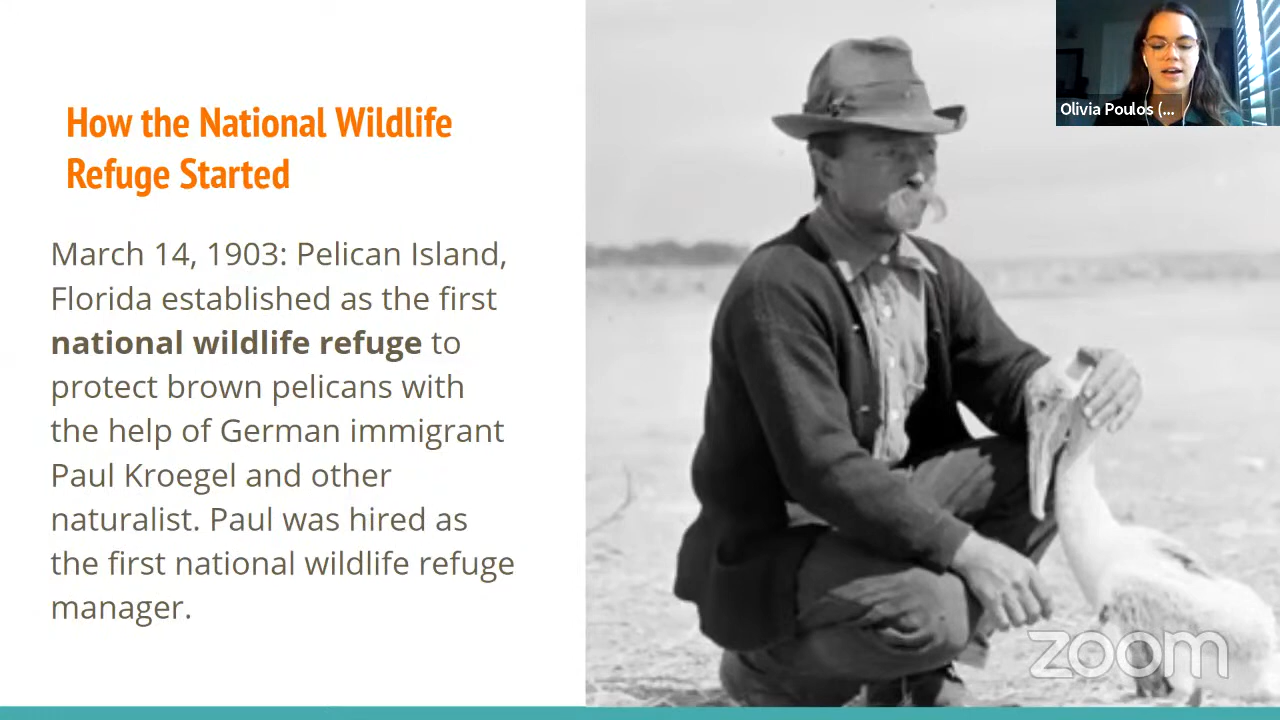 How the National Wildlife
Refuge Started
March 14, 1903: Pelican Island,
Florida established as the first
national wildlife refuge to
protect brown pelicans with
the help of German immigrant
Paul Kroegel and other
naturalist. Paul was hired as
the first national wildlife refuge
manager.
Olivia Poulos (...
zoom